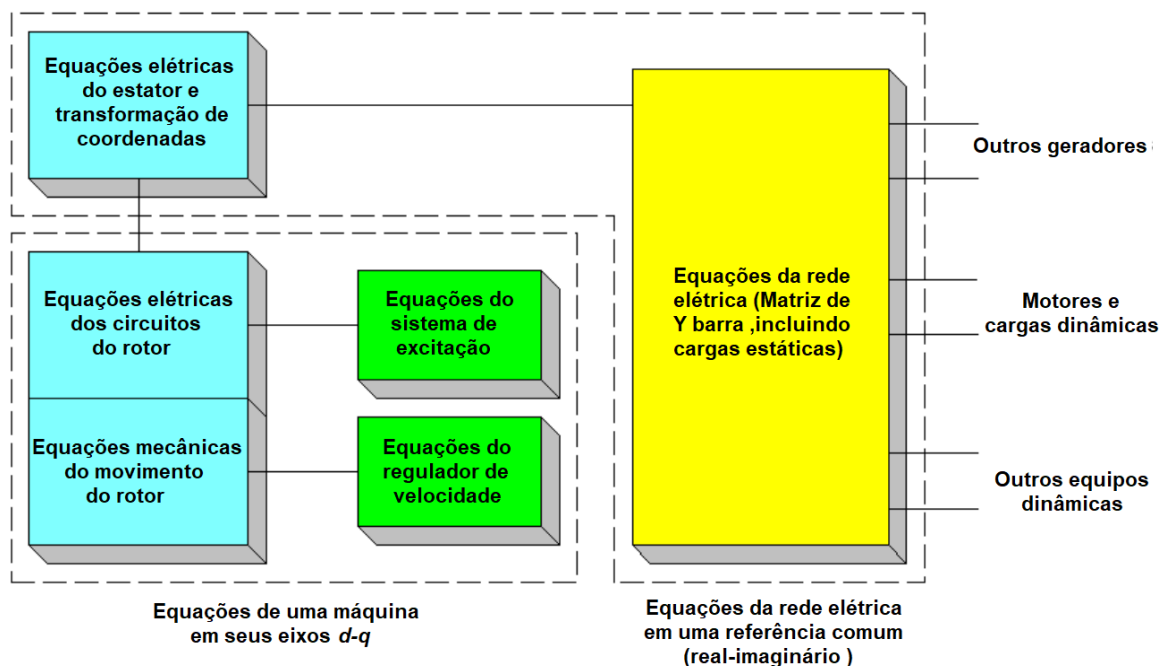 Equações elétricas
do estator e
transformação de
coordenadas
Outros geradores
Equações elétricas
dos circuitos
do rotor
Equações do
sistema de
excitação
Equações da rede
elétrica (Matriz de
Y barra ,incluindo
cargas estáticas)
Motores e
cargas dinâmicas
Equações mecânicas
do movimento
do rotor
Equações do
regulador de
velocidade
Outros equipos
dinâmicas
Equações de uma máquina
em seus eixos d-q
Equações da rede elétrica
em uma referência comum
(real-imaginário )